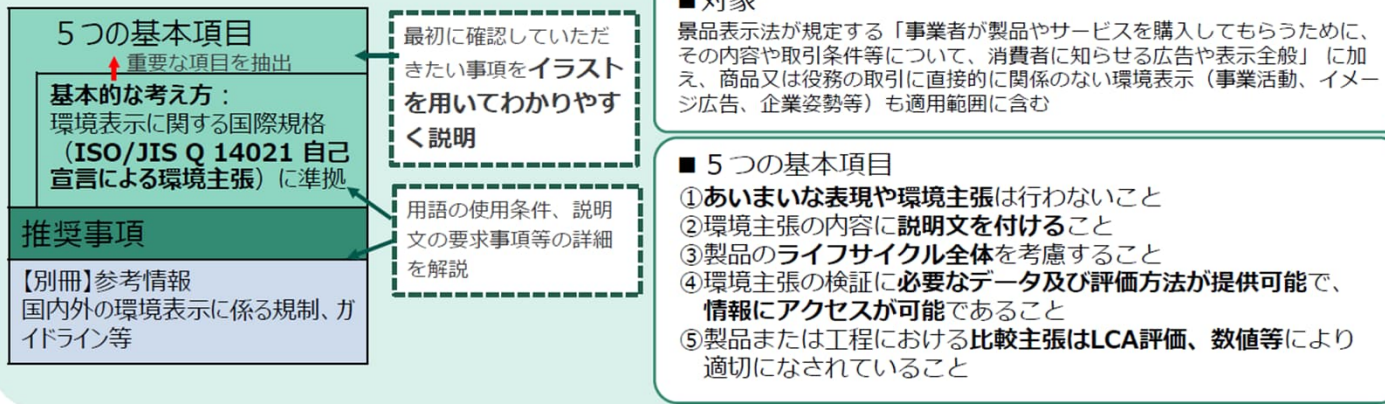 5つの基本項目
重要な項目を抽出
基本的な考え方：
環境表示に関する国際規格
（ISO/JIS Q 14021 自己
宣言による環境主張）に準拠
推奨事項
【別冊】参考情報
国内外の環境表示に係る規制、ガ
イドライン等
最初に確認していただ
きたい事項をイラスト
を用いてわかりやす
く説明
用語の使用条件、説明
文の要求事項等の詳細
を解説
■対象
景品表示法が規定する「事業者が製品やサービスを購入してもらうために、
その内容や取引条件等について、消費者に知らせる広告や表示全般」 に加
え、商品又は役務の取引に直接的に関係のない環境表示（事業活動、イメー
ジ広告、企業姿勢等）も適用範囲に含む
■５つの基本項目
①あいまいな表現や環境主張は行わないこと
②環境主張の内容に説明文を付けること
③製品のライフサイクル全体を考慮すること
④環境主張の検証に必要なデータ及び評価方法が提供可能で、
情報にアクセスが可能であること
⑤製品または工程における比較主張はLCA評価、数値等により
適切になされていること